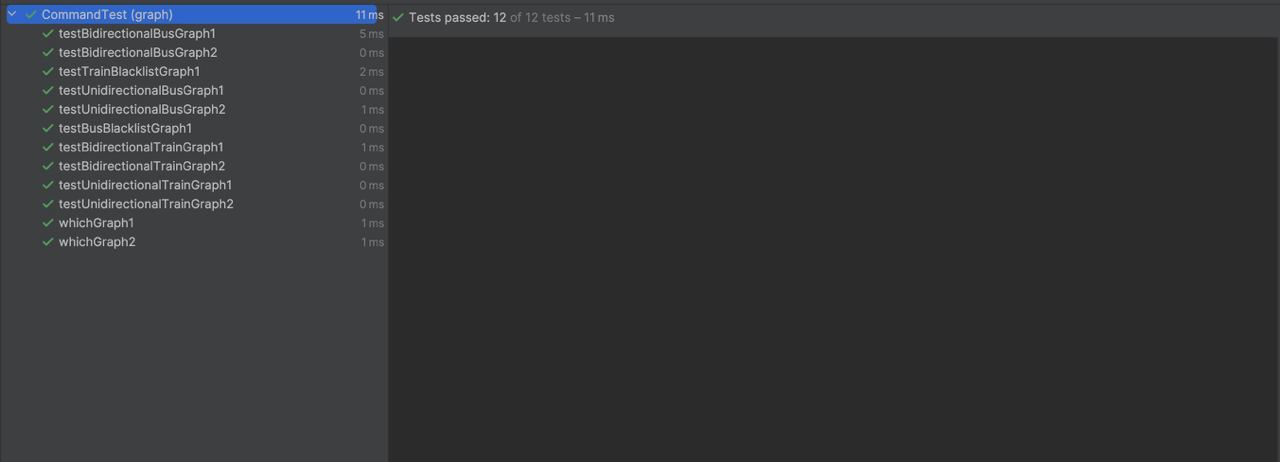 CommandTest (graph) 11 ms
Tests passed: 12 of 12 tests – 11 ms
testBidirectionalBusGraph1 5 ms
testBidirectionalBusGraph2 0 ms
testTrainBlacklistGraph1 2 ms
testUnidirectionalBusGraph1 0 ms
testUnidirectionalBusGraph2 1 ms
testBusBlacklistGraph1 0 ms
testBidirectionalTrainGraph1 1 ms
testBidirectionalTrainGraph2 0 ms
testUnidirectionalTrainGraph1 0 ms
testUnidirectionalTrainGraph2 0 ms
whichGraph1 1 ms
whichGraph2 1 ms